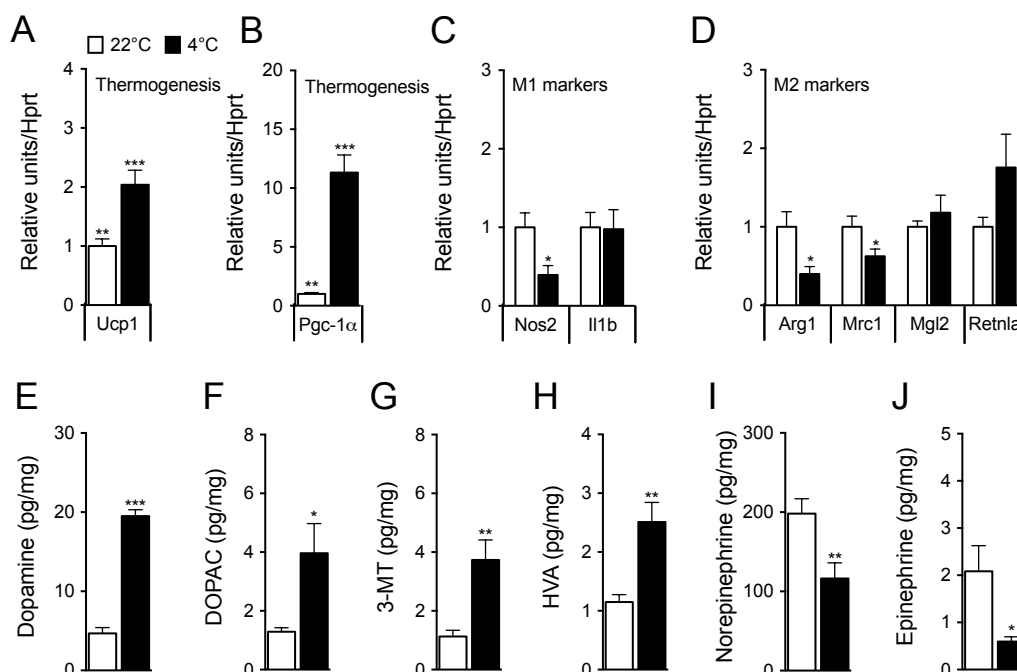 A
22°C 4°C
B
C
D
Relative units/Hprt
4
3
2
1
0
Thermogenesis
**
***
Ucp1
Relative units/Hprt
20
15
10
5
0
Thermogenesis
**
***
Pgc-1α
Relative units/Hprt
3
2
1
0
M1 markers
*
Nos2 Il1b
Relative units/Hprt
3
2
1
0
M2 markers
*
*
Arg1 Mrc1 Mgl2 Retnla
E
F
G
H
I
J
Dopamine (pg/mg)
30
20
10
0
***
DOPAC (pg/mg)
8
6
4
2
0
*
3-MT (pg/mg)
8
6
4
2
0
**
HVA (pg/mg)
4
3
2
1
0
**
Norepinephrine (pg/mg)
300
200
100
0
**
Epinephrine (pg/mg)
5
4
3
2
1
0
*